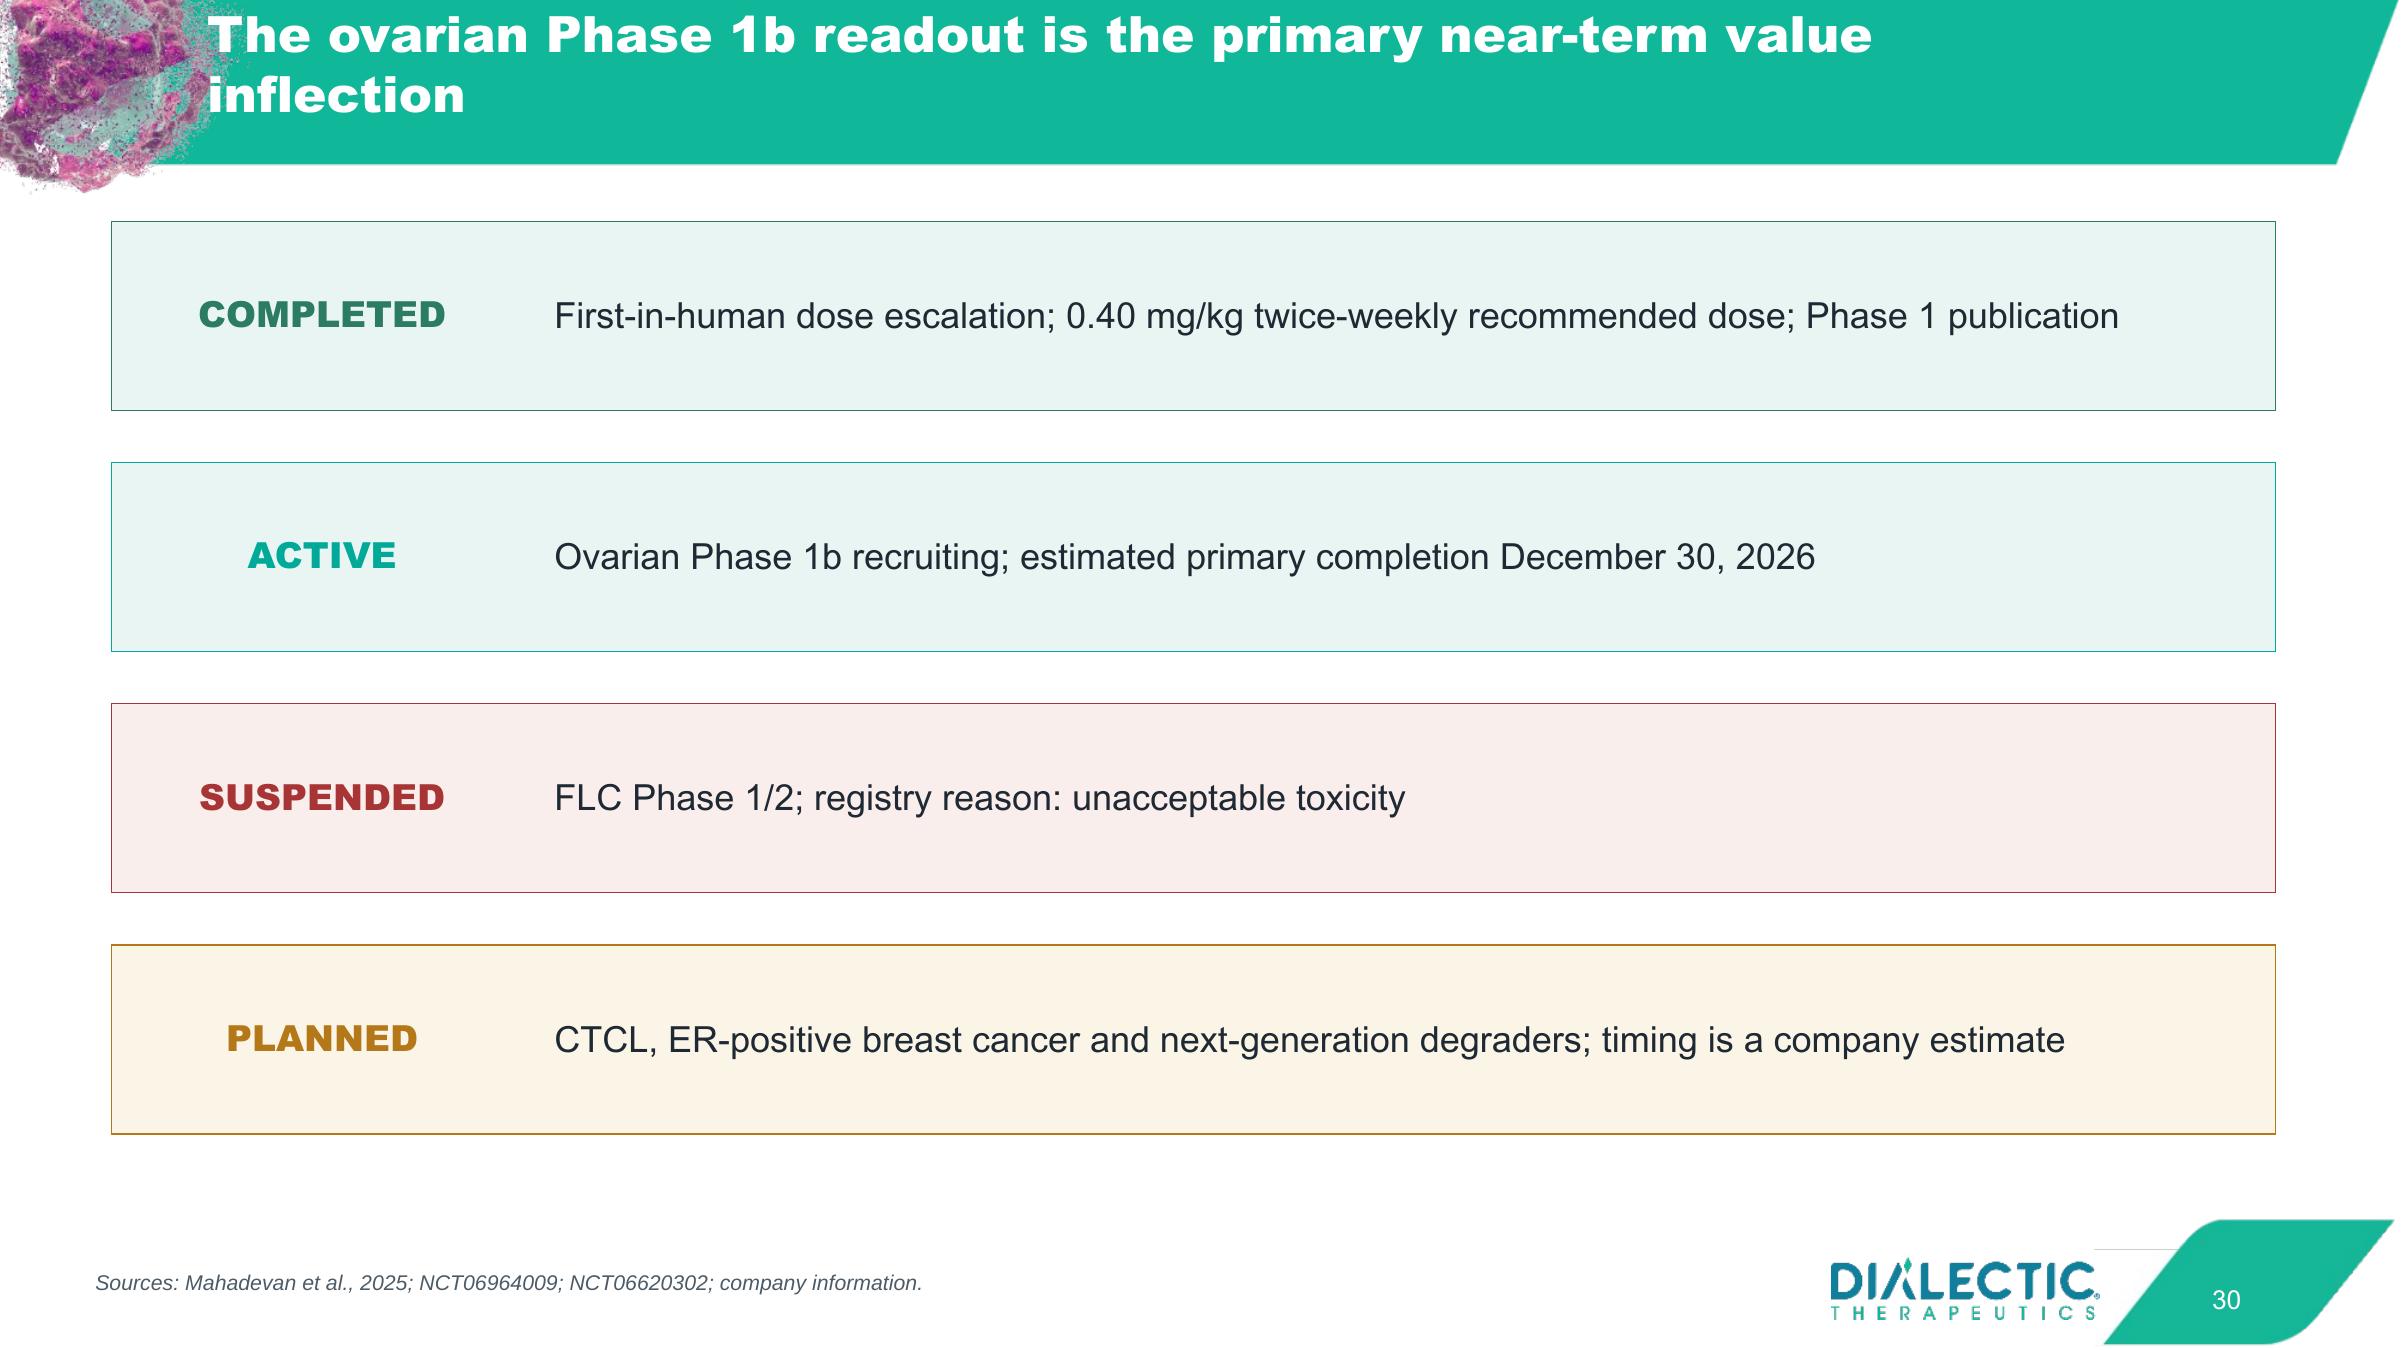 The ovarian Phase 1b readout is the primary near-term value
inflection
COMPLETED
First-in-human dose escalation; 0.40 mg/kg twice-weekly recommended dose; Phase 1 publication
ACTIVE
Ovarian Phase 1b recruiting; estimated primary completion December 30, 2026
SUSPENDED
FLC Phase 1/2; registry reason: unacceptable toxicity
PLANNED
CTCL, ER-positive breast cancer and next-generation degraders; timing is a company estimate
Sources: Mahadevan et al., 2025; NCT06964009; NCT06620302; company information.
DIALECTIC®
THERAPEUTICS
30